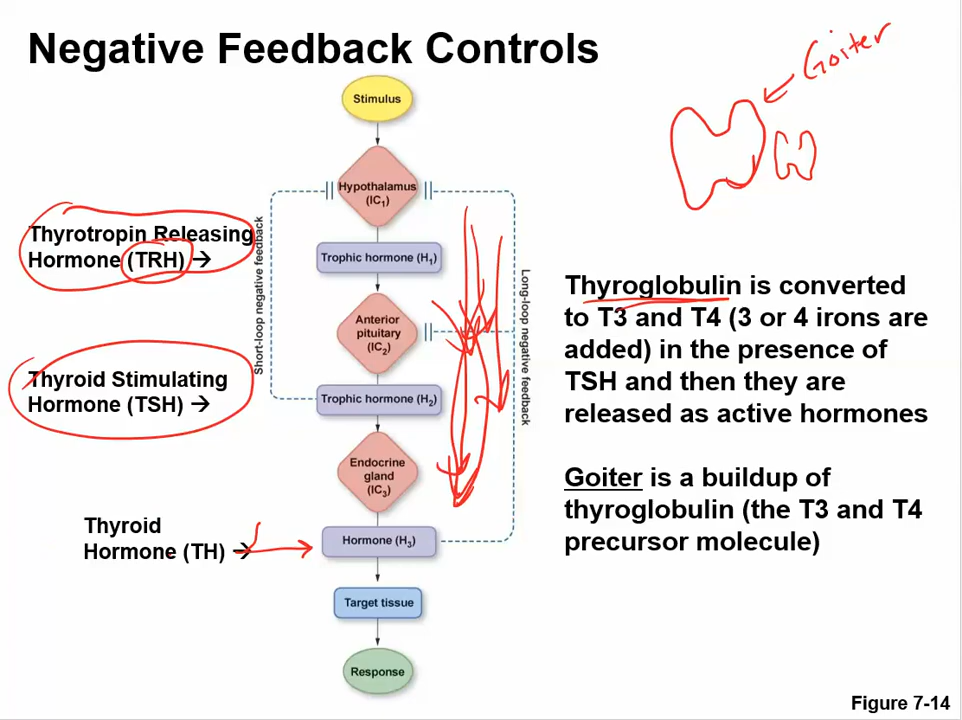 Negative Feedback Controls
Goiter
Stimulus
Hypothalamus
(IC₁)
Thyrotropin Releasing
Hormone (TRH) →
Trophic hormone (H₁)
Anterior
pituitary
(IC₂)
Short-loop negative feedback
Long-loop negative feedback
Thyroid Stimulating
Hormone (TSH) →
Trophic hormone (H₂)
Endocrine
gland
(IC₃)
Thyroid
Hormone (TH) →
Hormone (H₃)
Target tissue
Response
Thyroglobulin is converted
to T3 and T4 (3 or 4 irons are
added) in the presence of
TSH and then they are
released as active hormones
Goiter is a buildup of
thyroglobulin (the T3 and T4
precursor molecule)
Figure 7-14